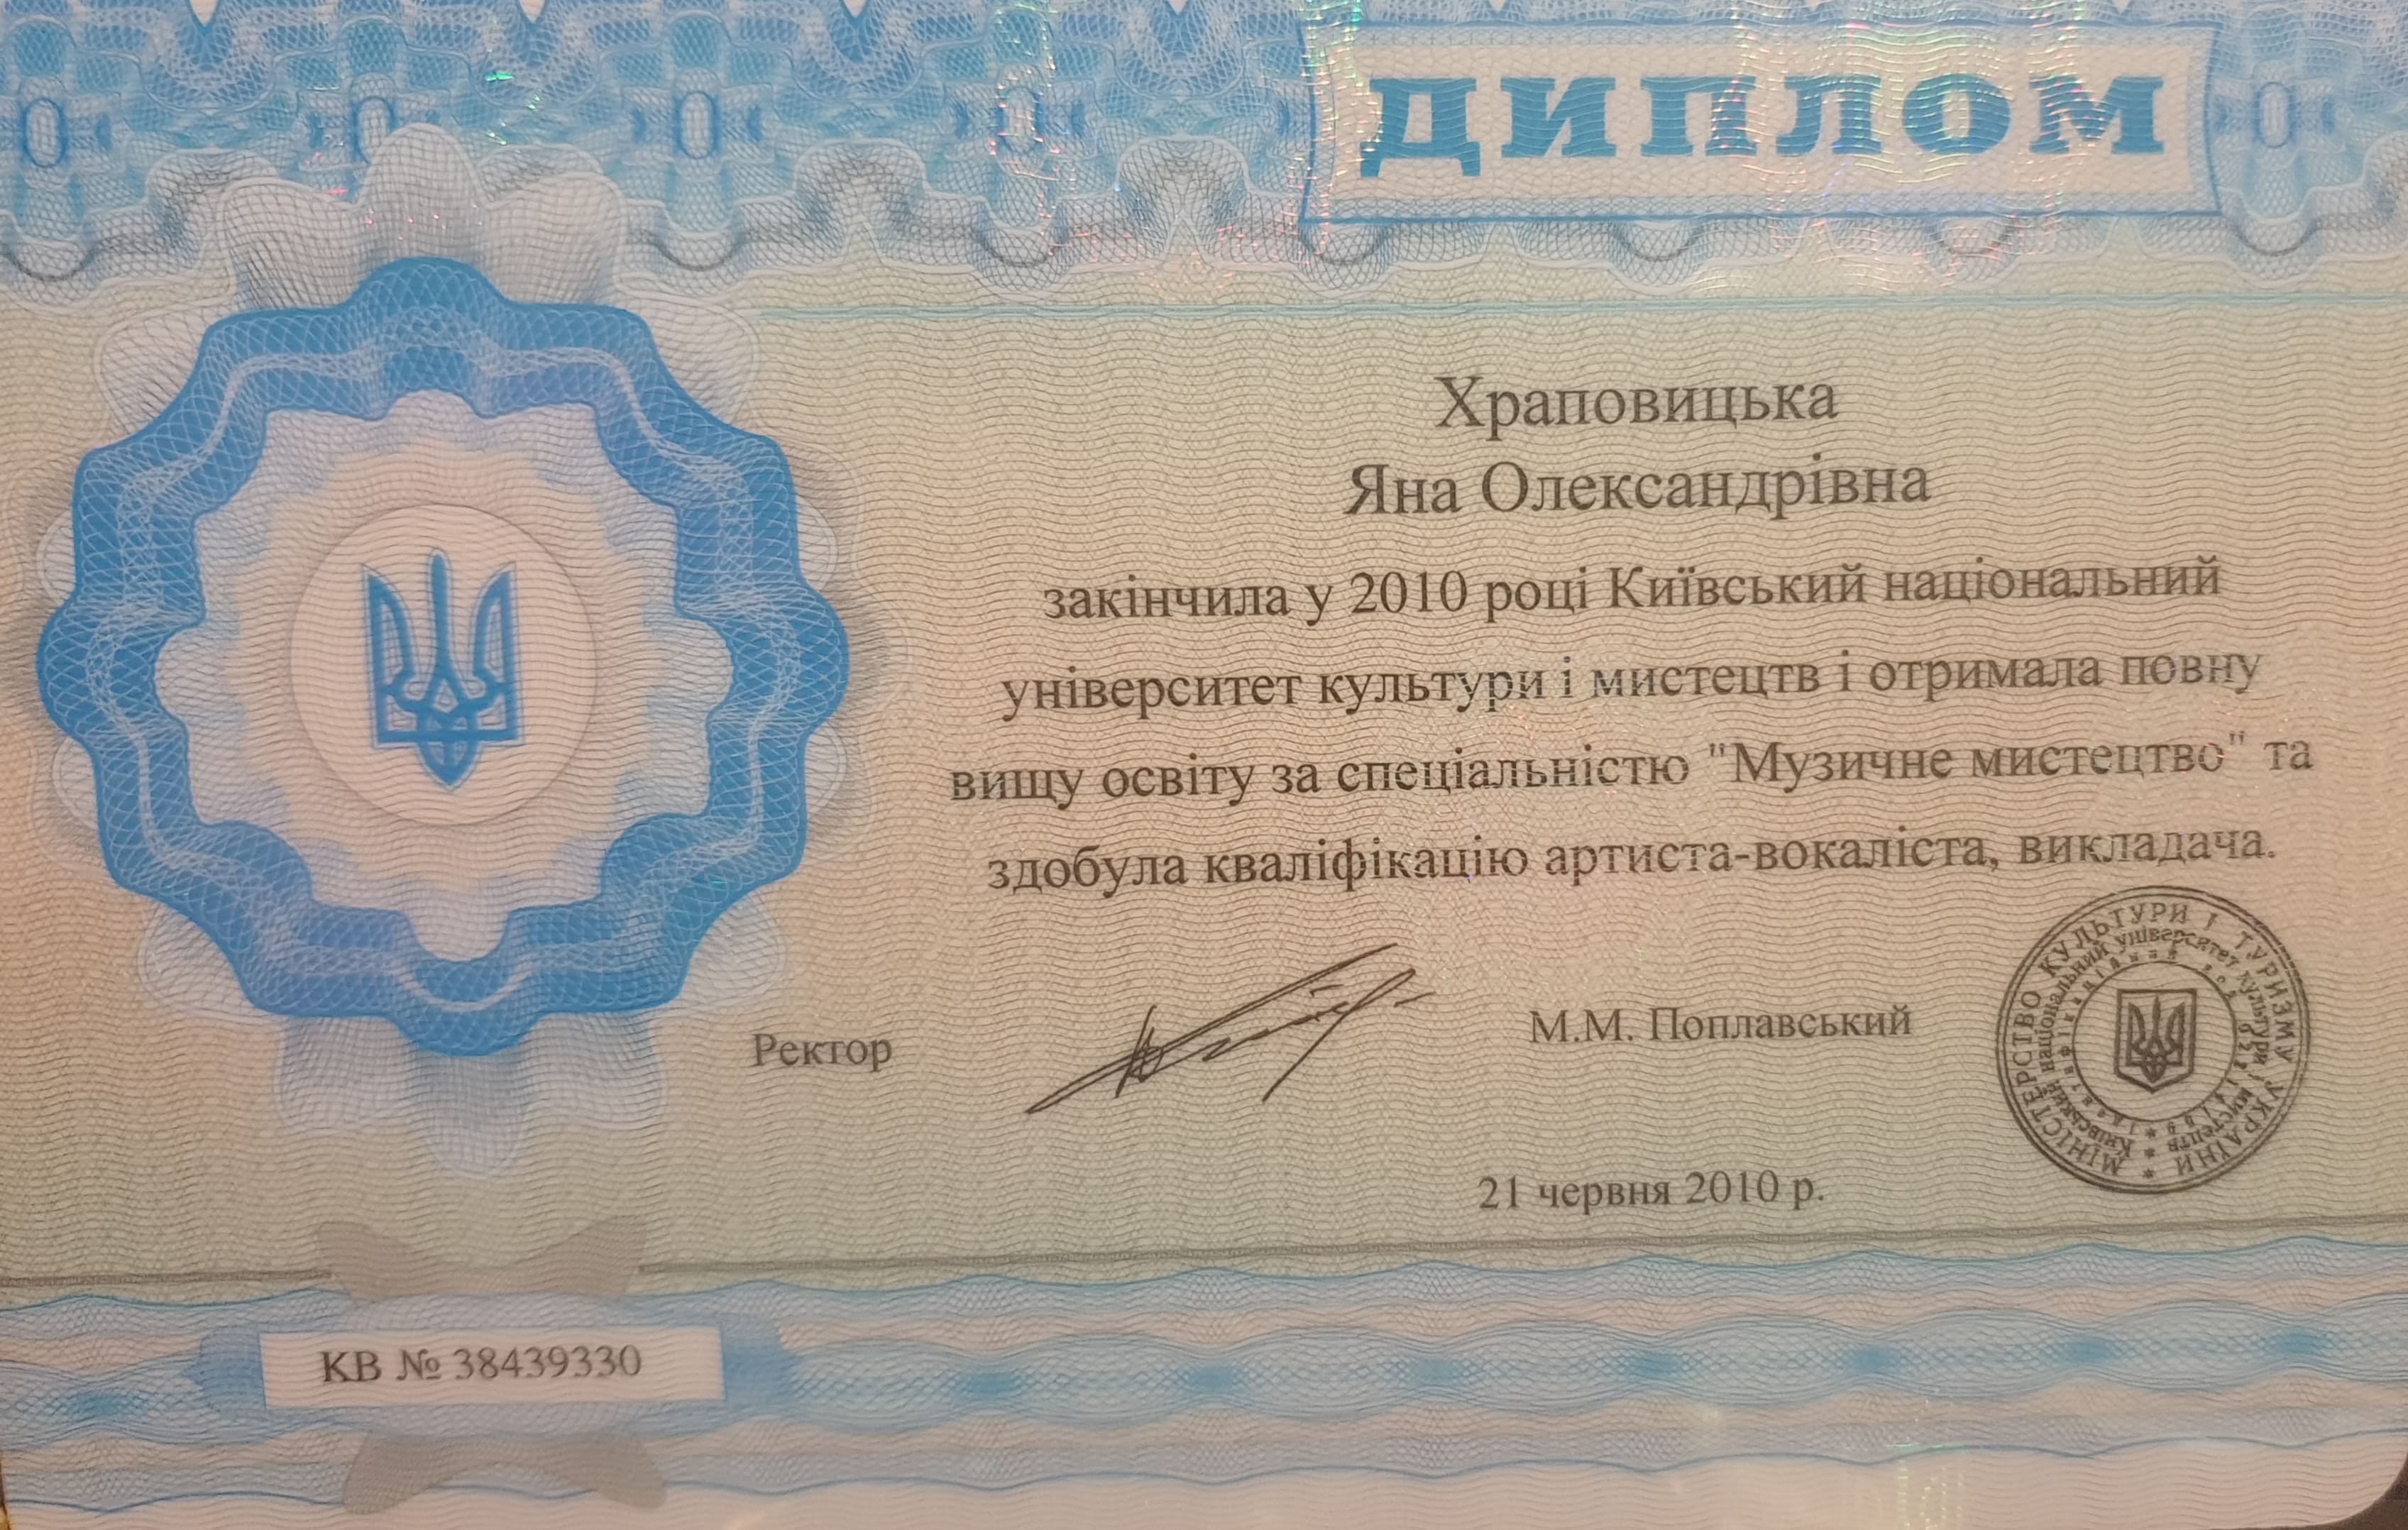 ДИПЛОМ
Храповицька
Яна Олександрівна
закінчила у 2010 році Київський національний
університет культури і мистецтв і отримала повну
вищу освіту за спеціальністю "Музичне мистецтво" та
здобула кваліфікацію артиста-вокаліста, викладача.
Ректор
М.М. Поплавський
21 червня 2010 р.
МІНІСТЕРСТВО КУЛЬТУРИ І ТУРИЗМУ УКРАЇНИ *
Київський національний університет культури і мистецтв *
КВ № 38439330